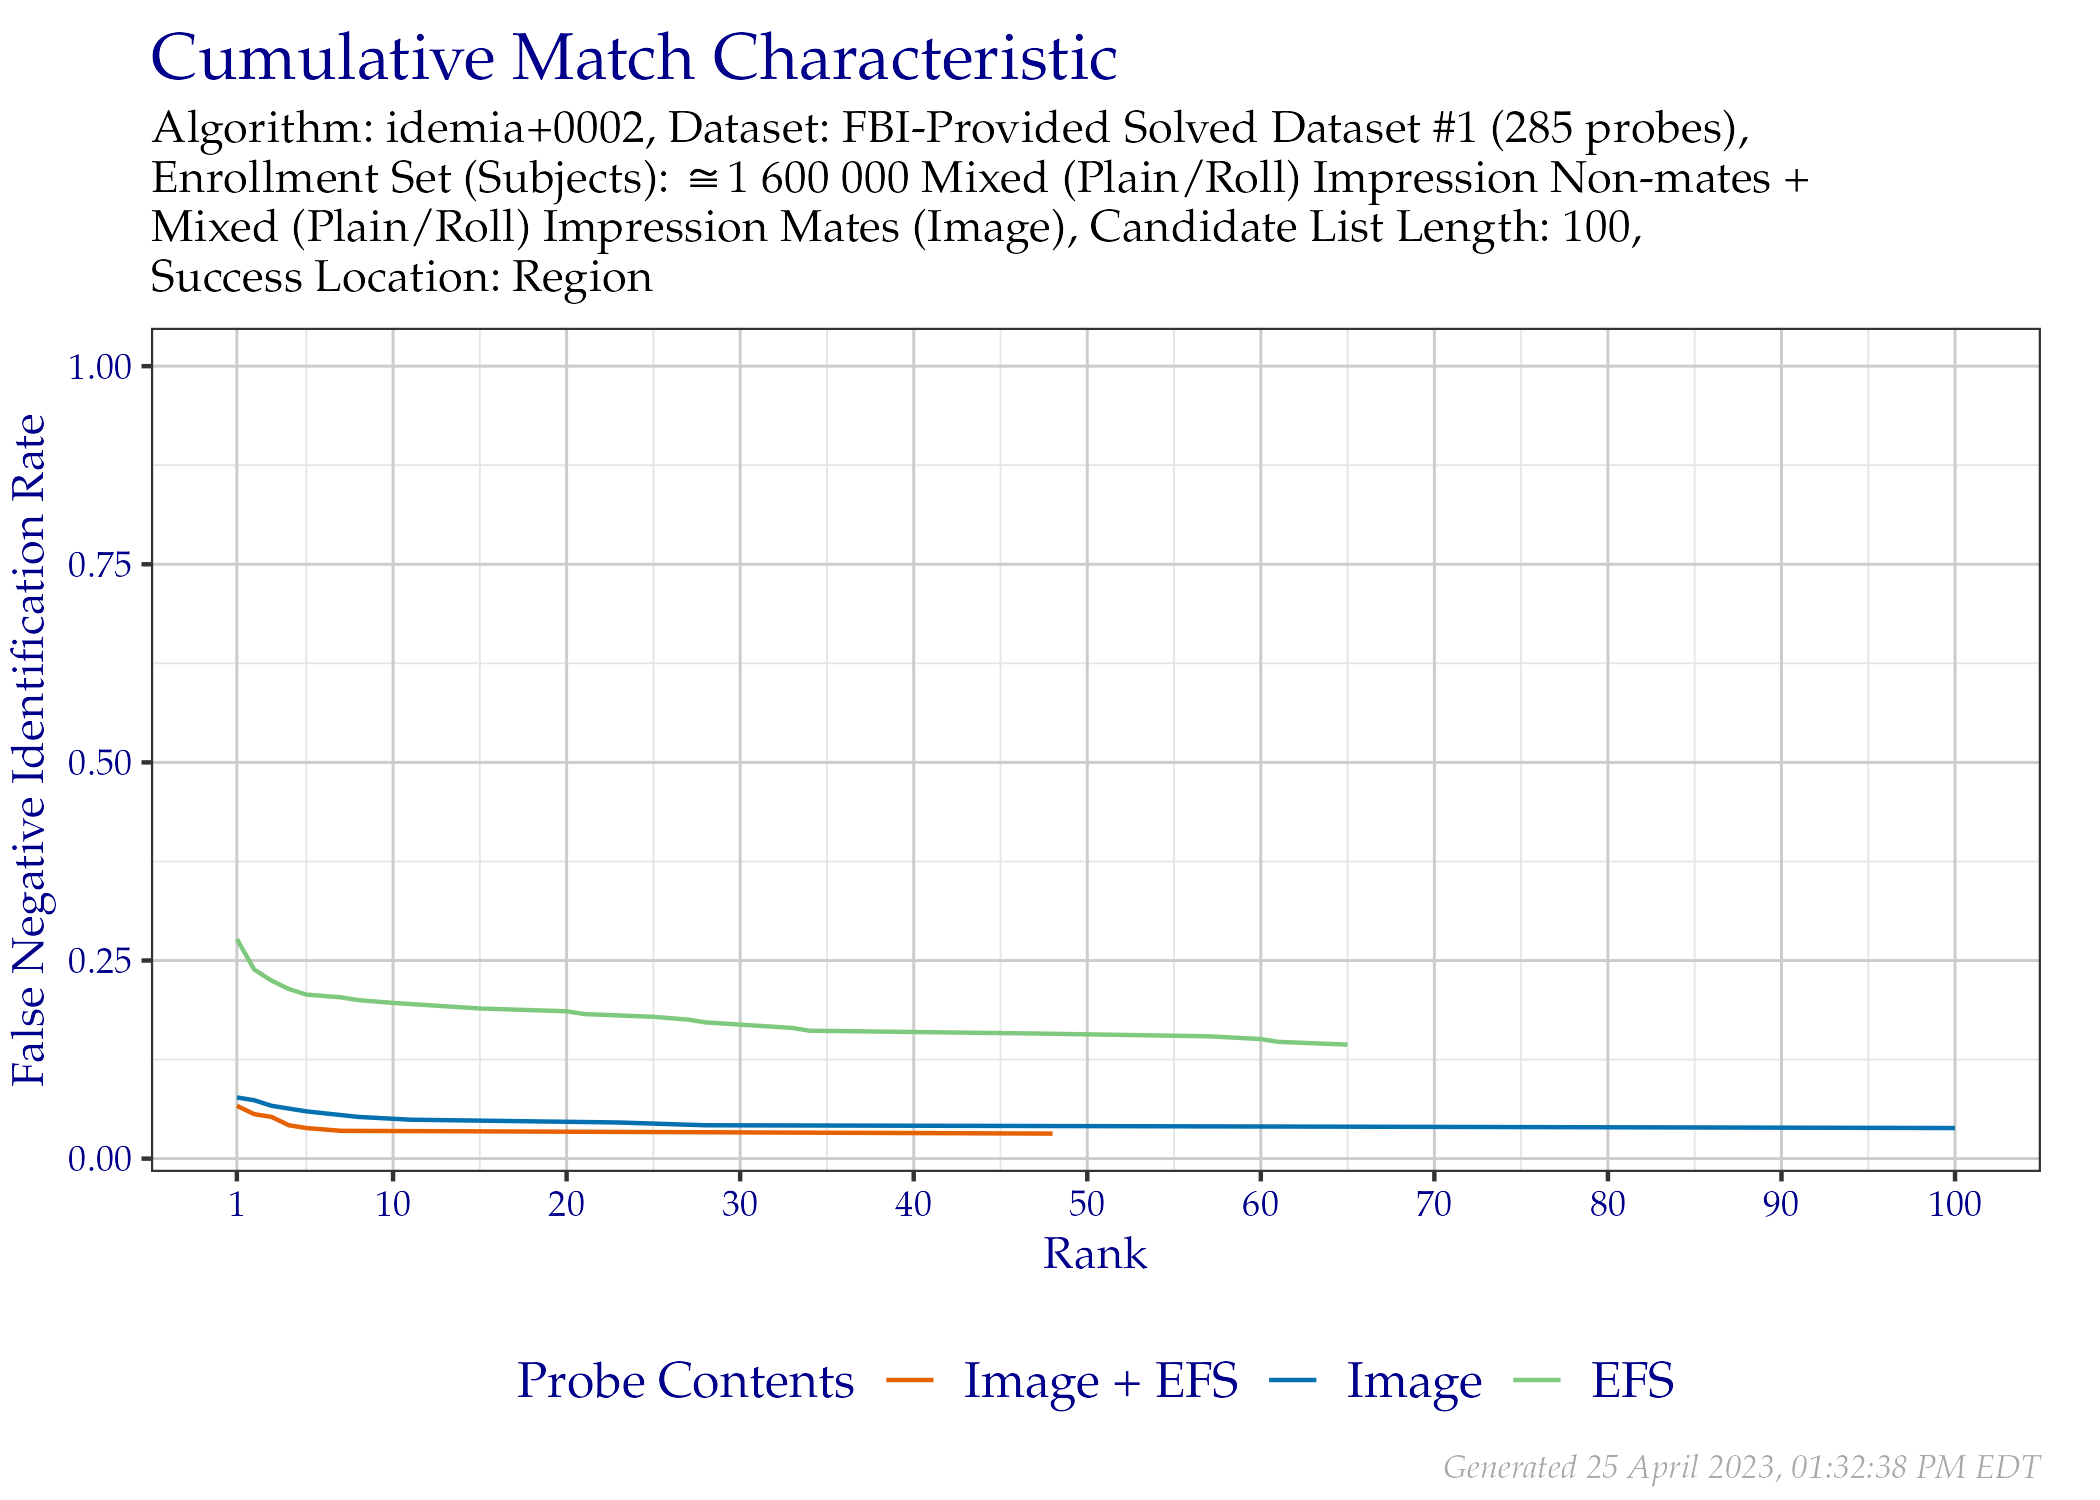 Cumulative Match Characteristic
Algorithm: idemia+0002, Dataset: FBI-Provided Solved Dataset #1 (285 probes),
Enrollment Set (Subjects): ≅ 1 600 000 Mixed (Plain/Roll) Impression Non-mates +
Mixed (Plain/Roll) Impression Mates (Image), Candidate List Length: 100,
Success Location: Region
False Negative Identification Rate
1.00
0.75
0.50
0.25
0.00
1 10 20 30 40 50 60 70 80 90 100
Rank
Probe Contents Image + EFS Image EFS
Generated 25 April 2023, 01:32:38 PM EDT